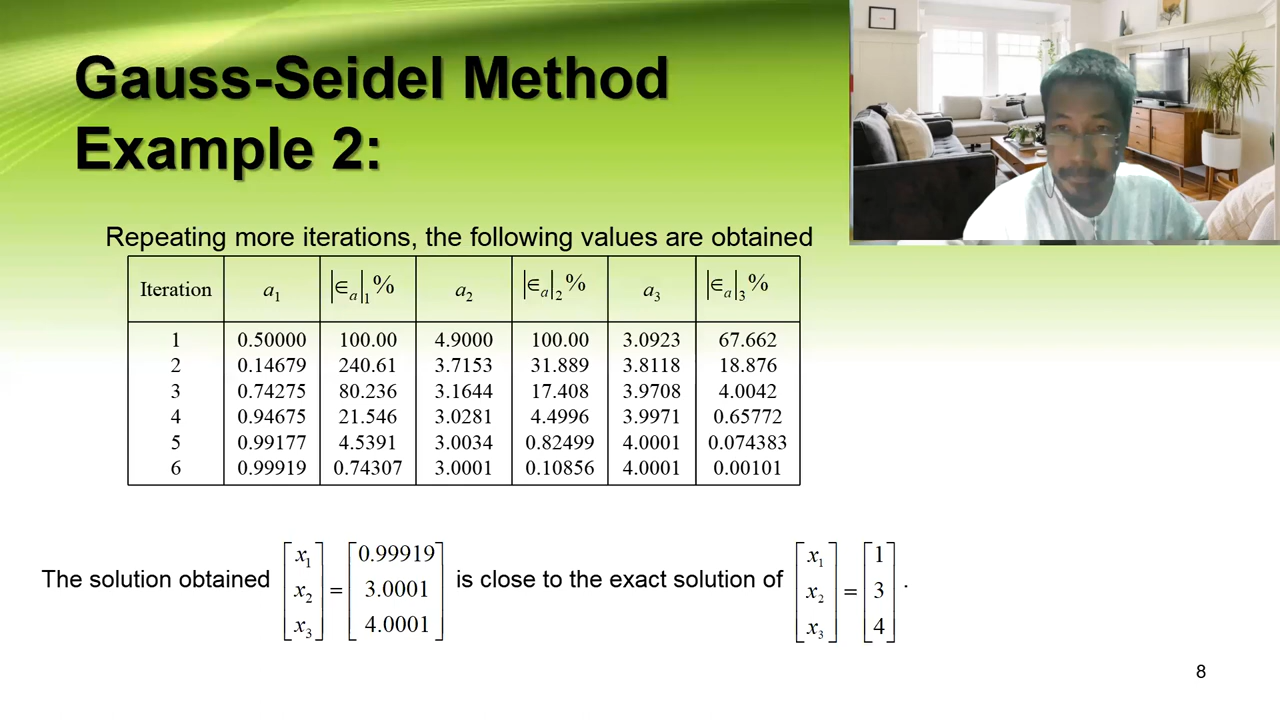 Gauss-Seidel Method
Example 2:
Repeating more iterations, the following values are obtained
Iteration a₁ |∈ₐ|₁% a₂ |∈ₐ|₂% a₃ |∈ₐ|₃%
1 0.50000 100.00 4.9000 100.00 3.0923 67.662
2 0.14679 240.61 3.7153 31.889 3.8118 18.876
3 0.74275 80.236 3.1644 17.408 3.9708 4.0042
4 0.94675 21.546 3.0281 4.4996 3.9971 0.65772
5 0.99177 4.5391 3.0034 0.82499 4.0001 0.074383
6 0.99919 0.74307 3.0001 0.10856 4.0001 0.00101
x₁ 0.99919 x₁ 1
The solution obtained x₂ = 3.0001 is close to the exact solution of x₂ = 3 .
x₃ 4.0001 x₃ 4
8